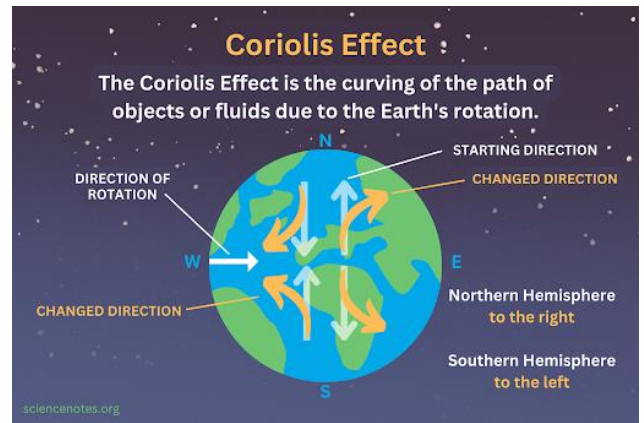 Coriolis Effect
The Coriolis Effect is the curving of the path of
objects or fluids due to the Earth's rotation.
N
STARTING DIRECTION
DIRECTION OF
ROTATION
CHANGED DIRECTION
W
E
CHANGED DIRECTION
Northern Hemisphere
to the right
Southern Hemisphere
to the left
S
sciencenotes.org